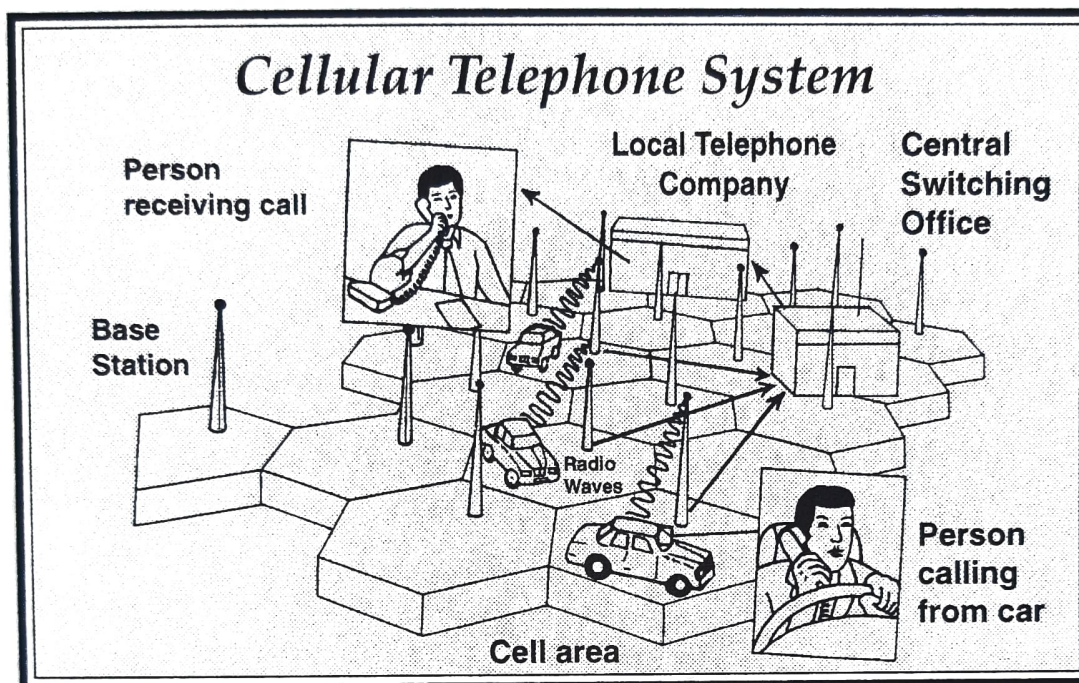 Cellular Telephone System
Person
receiving call
Local Telephone
Company
Central
Switching
Office
Base
Station
Radio
Waves
Person
calling
from car
Cell area